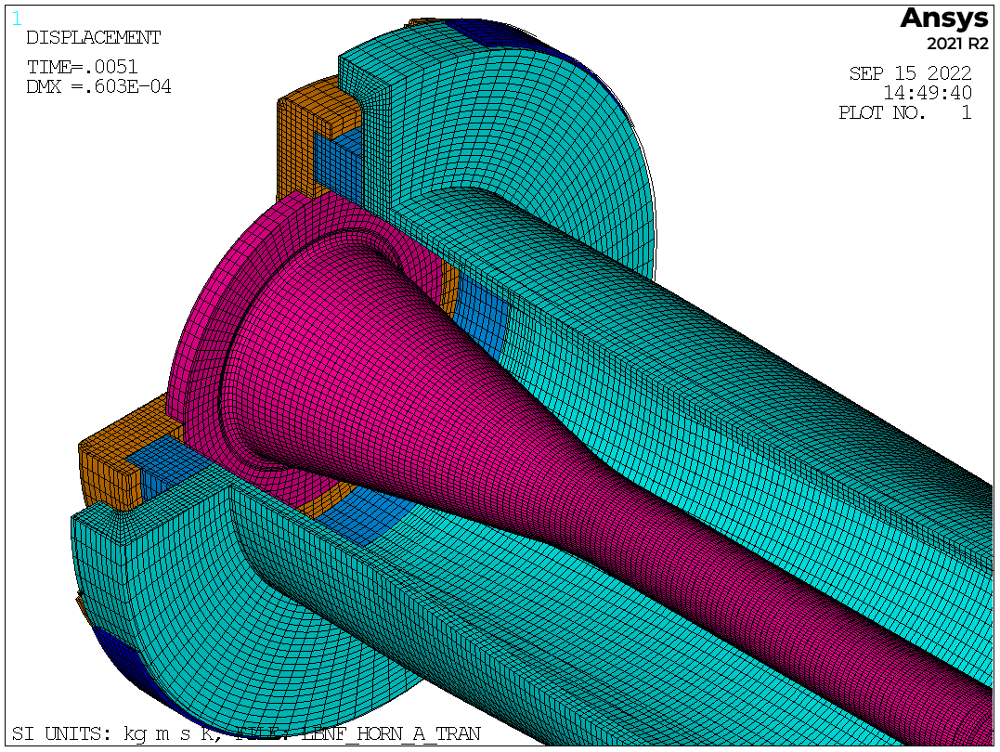 1
DISPLACEMENT
TIME=.0051
DMX =.603E-04
Ansys
2021 R2
SEP 15 2022
14:49:40
PLOT NO. 1
SI UNITS: kg m s K, LBNF_HORN_A_TRAN